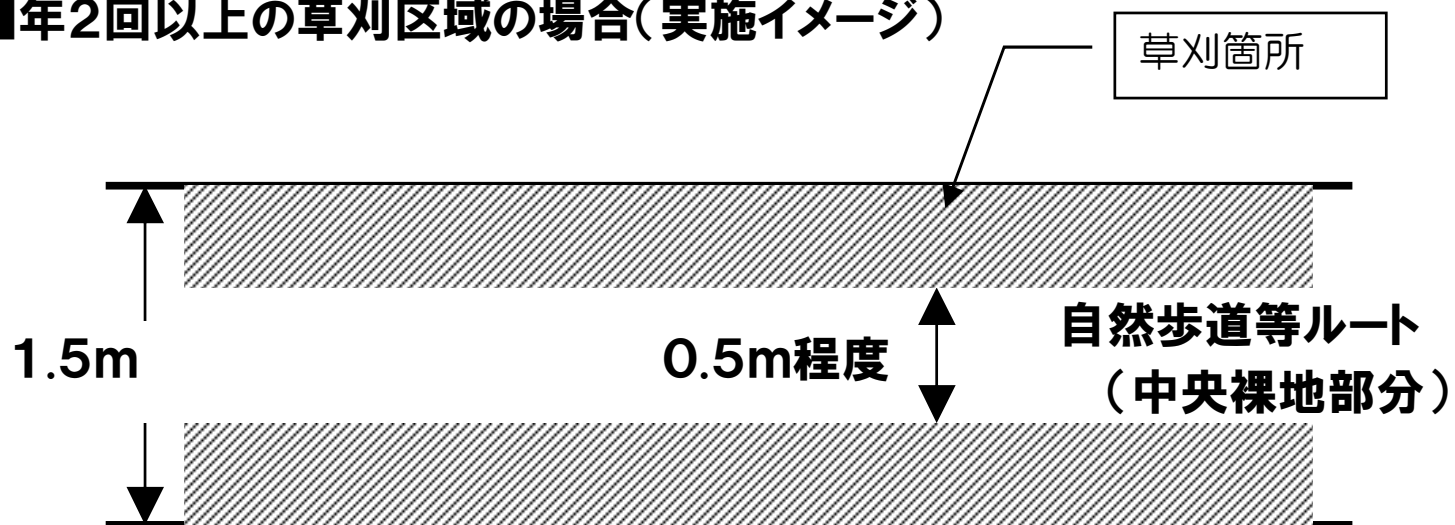 ■年2回以上の草刈区域の場合(実施イメージ)
草刈箇所
1.5m
0.5m程度
自然歩道等ルート
(中央裸地部分)